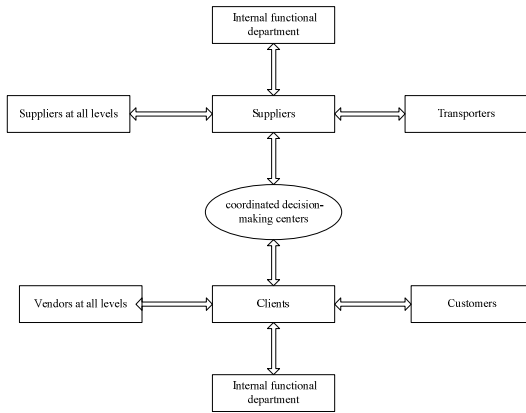 Internal functional
department
Suppliers at all levels
Suppliers
Transporters
coordinated decision-
making centers
Vendors at all levels
Clients
Customers
Internal functional
department